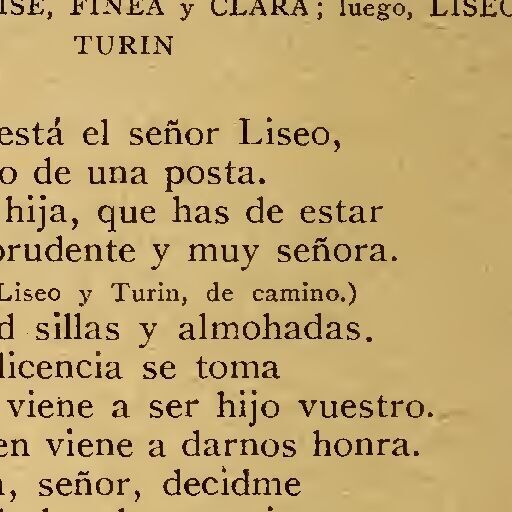 FINEA y CLARA; luego,
TURIN
está el señor Liseo,
o de una posta.
hija, que has de estar
prudente y muy señora.
Liseo y Turin, de camino.)
d sillas y almohadas.
licencia se toma
viene a ser hijo vuestro.
en viene a darnos honra.
señor, decidme